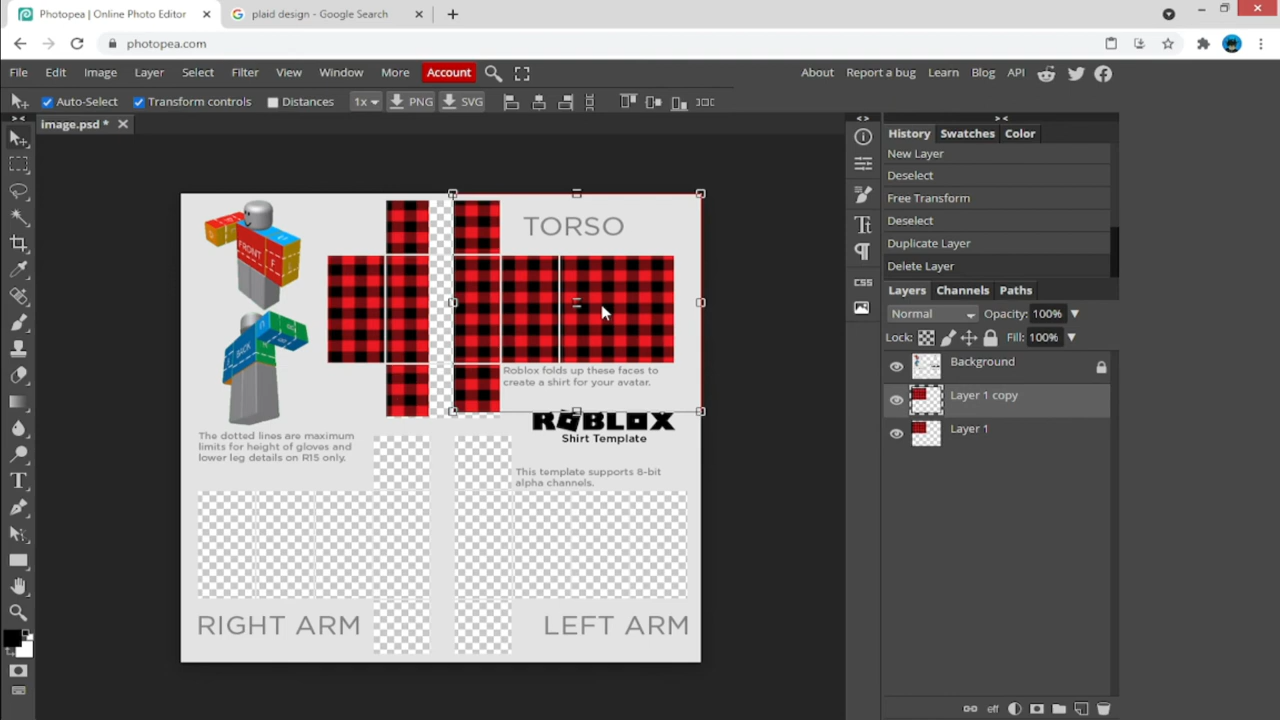 Photopea | Online Photo Editor
plaid design - Google Search
photopea.com
File Edit Image Layer Select Filter View Window More Account
About Report a bug Learn Blog API
Auto-Select Transform controls Distances 1x PNG SVG
image.psd *
History Swatches Color
New Layer
Deselect
Free Transform
Deselect
Duplicate Layer
Delete Layer
Layers Channels Paths
Normal Opacity: 100%
Lock: Fill: 100%
Background
Layer 1 copy
Layer 1
CSS
eff
FRONT
F
BACK
TORSO
Roblox folds up these faces to
create a shirt for your avatar.
ROBLOX
Shirt Template
The dotted lines are maximum
limits for height of gloves and
lower leg details on R15 only.
This template supports 8-bit
alpha channels.
RIGHT ARM
LEFT ARM